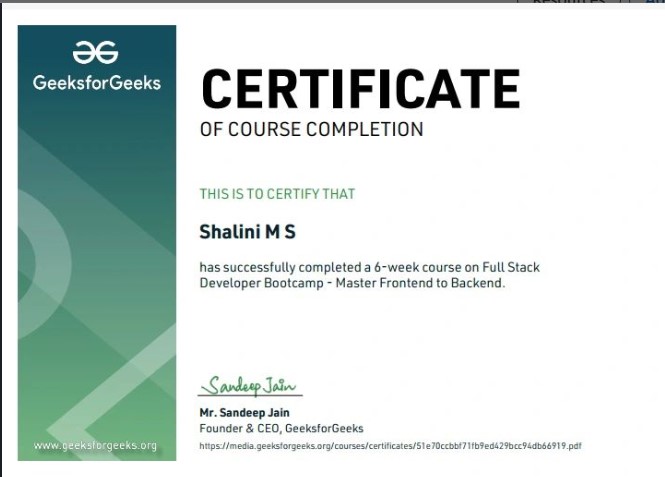 Resources
GeeksforGeeks
CERTIFICATE
OF COURSE COMPLETION
THIS IS TO CERTIFY THAT
Shalini M S
has successfully completed a 6-week course on Full Stack
Developer Bootcamp - Master Frontend to Backend.
Sandeep Jain
Mr. Sandeep Jain
Founder & CEO, GeeksforGeeks
www.geeksforgeeks.org
https://media.geeksforgeeks.org/courses/certificates/51e70ccbbf71fb9ed429bcc94db66919.pdf